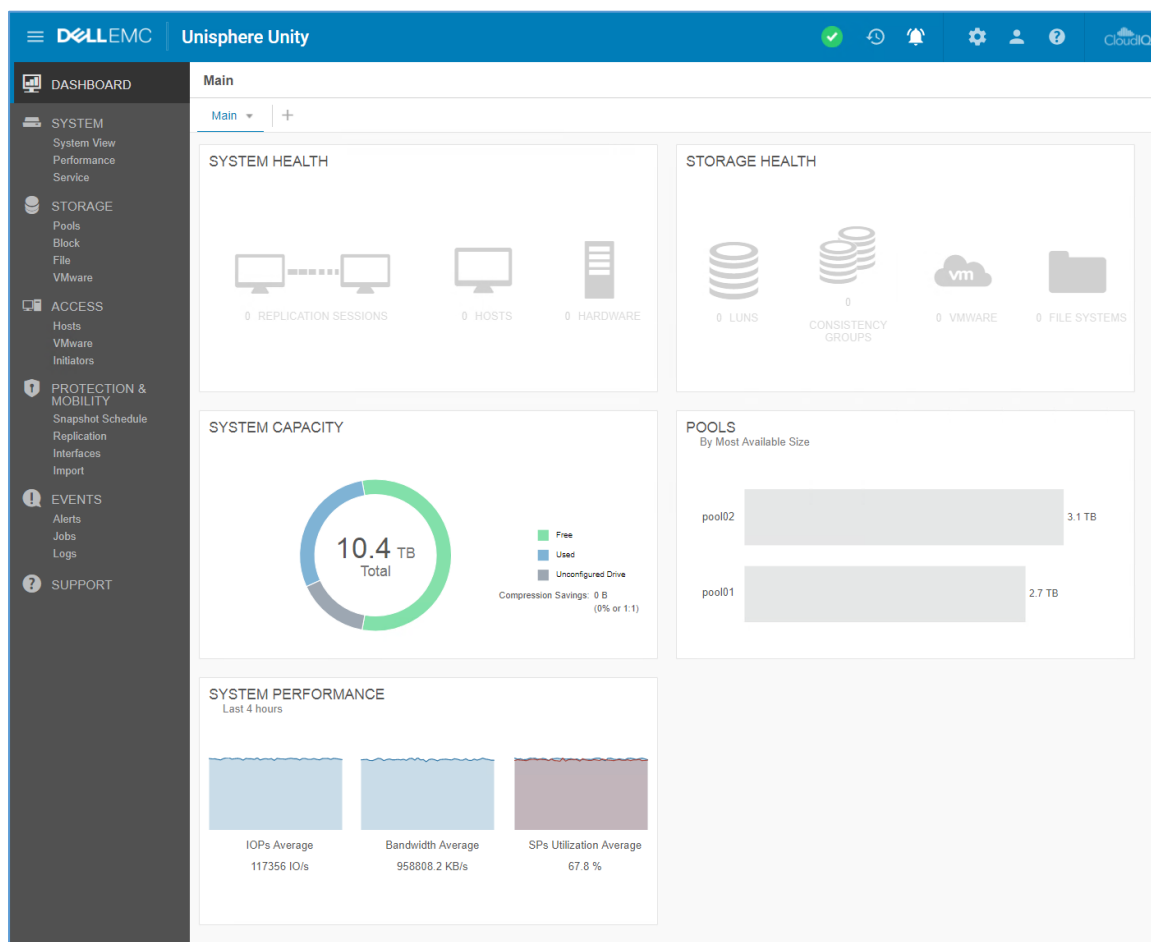 DELLEMC Unisphere Unity
CloudIQ
DASHBOARD
SYSTEM
System View
Performance
Service
STORAGE
Pools
Block
File
VMware
ACCESS
Hosts
VMware
Initiators
PROTECTION &
MOBILITY
Snapshot Schedule
Replication
Interfaces
Import
EVENTS
Alerts
Jobs
Logs
SUPPORT
Main
Main
SYSTEM HEALTH
0 REPLICATION SESSIONS
0 HOSTS
0 HARDWARE
STORAGE HEALTH
vm
0 LUNS
0
CONSISTENCY
GROUPS
0 VMWARE
0 FILE SYSTEMS
SYSTEM CAPACITY
10.4 TB
Total
Free
Used
Unconfigured Drive
Compression Savings: 0 B
(0% or 1:1)
POOLS
By Most Available Size
pool02
3.1 TB
pool01
2.7 TB
SYSTEM PERFORMANCE
Last 4 hours
IOPs Average
117356 IO/s
Bandwidth Average
958808.2 KB/s
SPs Utilization Average
67.8 %